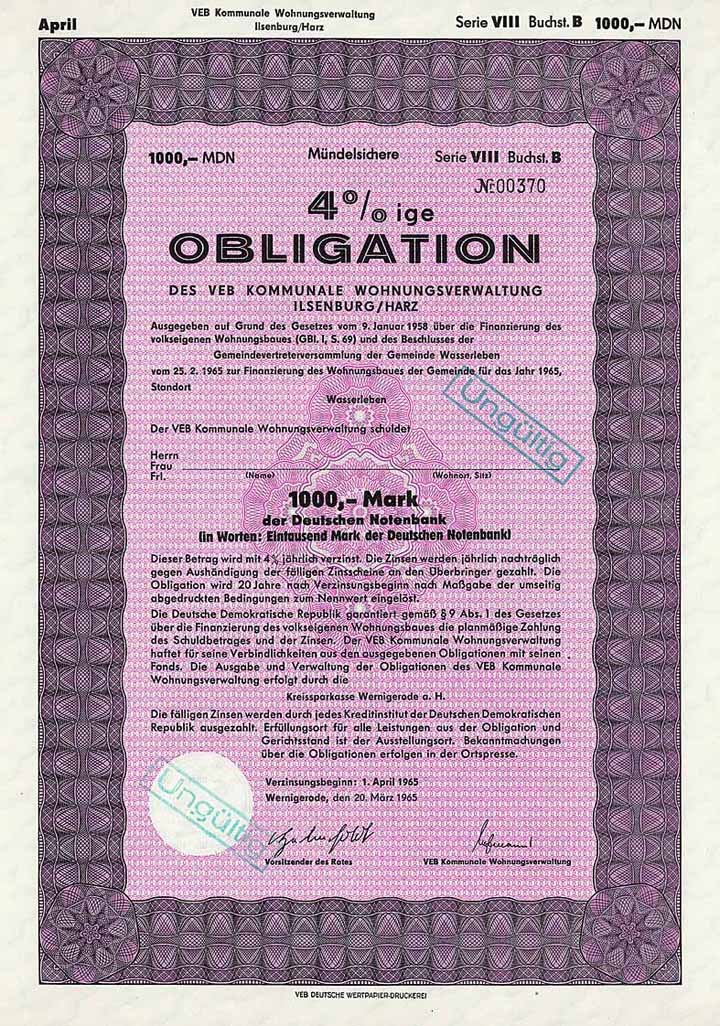 April
VEB Kommunale Wohnungsverwaltung
Ilsenburg/Harz
Serie VIII Buchst. B 1000,– MDN
1000,– MDN Mündelsichere Serie VIII Buchst. B
№ 00370
4% ige
OBLIGATION
DES VEB KOMMUNALE WOHNUNGSVERWALTUNG
ILSENBURG/HARZ
Ausgegeben auf Grund des Gesetzes vom 9. Januar 1958 über die Finanzierung des
volkseigenen Wohnungsbaues (GBl. I, S. 69) und des Beschlusses der
Gemeindevertreterversammlung der Gemeinde Wasserleben
vom 25. 2. 1965 zur Finanzierung des Wohnungsbaues der Gemeinde für das Jahr 1965,
Standort
Wasserleben
Ungültig
Der VEB Kommunale Wohnungsverwaltung schuldet
Herrn
Frau
Frl.
(Name) (Wohnort, Sitz)
1000,– Mark
der Deutschen Notenbank
(in Worten: Eintausend Mark der Deutschen Notenbank)
Dieser Betrag wird mit 4% jährlich verzinst. Die Zinsen werden jährlich nachträglich
gegen Aushändigung der fälligen Zinsscheine an den Überbringer gezahlt. Die
Obligation wird 20 Jahre nach Verzinsungsbeginn nach Maßgabe der umseitig
abgedruckten Bedingungen zum Nennwert eingelöst.
Die Deutsche Demokratische Republik garantiert gemäß § 9 Abs. 1 des Gesetzes
über die Finanzierung des volkseigenen Wohnungsbaues die planmäßige Zahlung
des Schuldbetrages und der Zinsen. Der VEB Kommunale Wohnungsverwaltung
haftet für seine Verbindlichkeiten aus den ausgegebenen Obligationen mit seinen
Fonds. Die Ausgabe und Verwaltung der Obligationen des VEB Kommunale
Wohnungsverwaltung erfolgt durch die
Kreissparkasse Wernigerode a. H.
Die fälligen Zinsen werden durch jedes Kreditinstitut der Deutschen Demokratischen
Republik ausgezahlt. Erfüllungsort für alle Leistungen aus der Obligation und
Gerichtsstand ist der Ausstellungsort. Bekanntmachungen
über die Obligationen erfolgen in der Ortspresse.
Verzinsungsbeginn: 1. April 1965
Wernigerode, den 20. März 1965
Ungültig
Vorsitzender des Rates VEB Kommunale Wohnungsverwaltung
VEB DEUTSCHE WERTPAPIER-DRUCKEREI